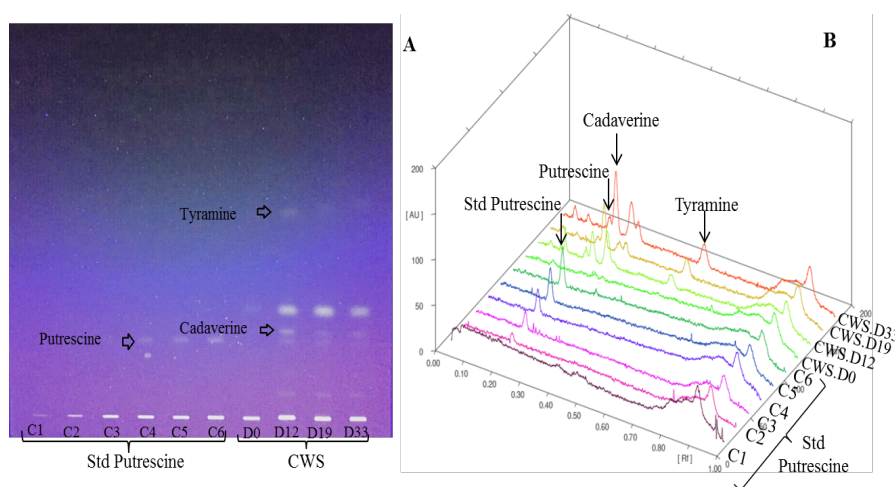 A
Tyramine
Putrescine
Cadaverine
C1 C2 C3 C4 C5 C6 D0 D12 D19 D33
Std Putrescine CWS
B
Cadaverine
Putrescine
Std Putrescine
Tyramine
200
[AU]
100
50
0.00
0.10
0.20
0.30
0.40
0.50
0.60
0.70
0.80
[Rf]
1.00
0
200
CWS.D33
CWS.D19
CWS.D12
CWS.D0
C6
C5
C4
C3
C2
C1
Std
Putrescine